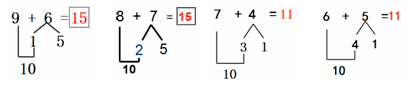 9 + 6 = 15
1 5
10
8 + 7 = 15
2 5
10
7 + 4 = 11
3 1
10
6 + 5 = 11
4 1
10